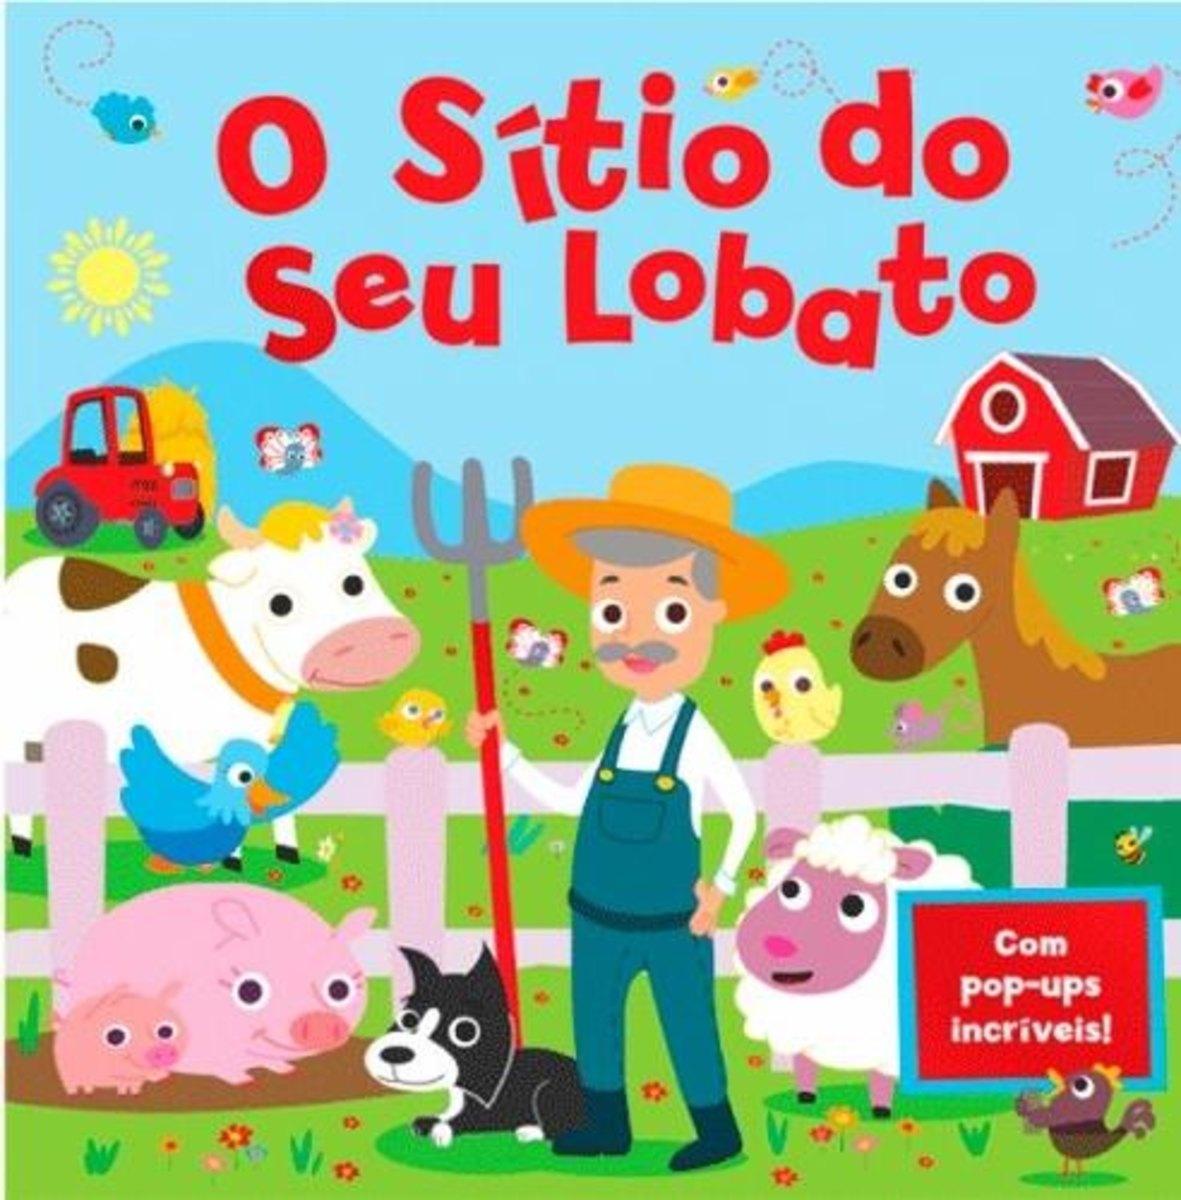 O Sítio do
Seu Lobato
Com
pop-ups
incríveis!